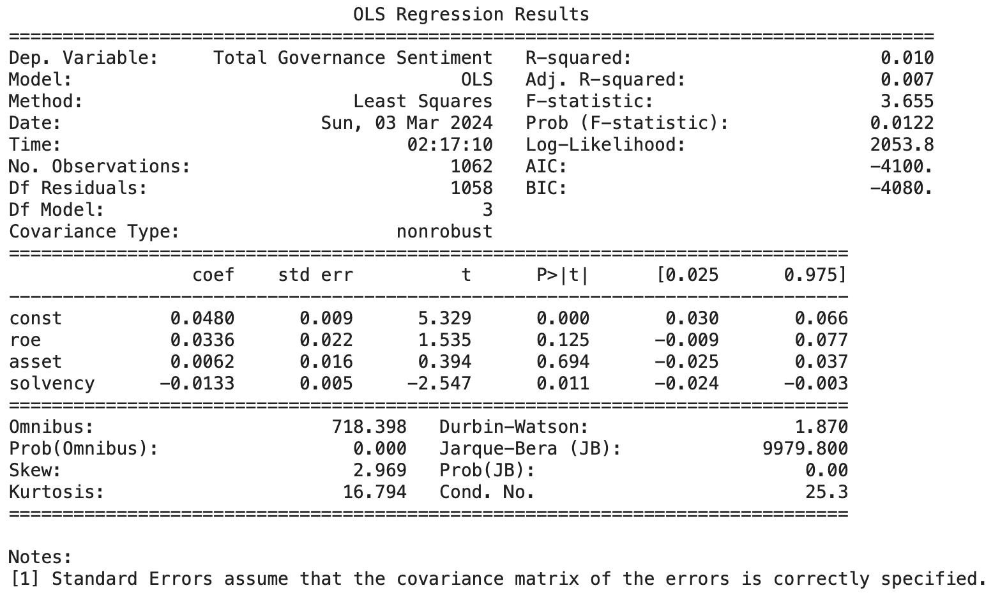 OLS Regression Results
==============================================================================
Dep. Variable:     Total Governance Sentiment   R-squared:                       0.010
Model:                                    OLS   Adj. R-squared:                  0.007
Method:                         Least Squares   F-statistic:                     3.655
Date:                        Sun, 03 Mar 2024   Prob (F-statistic):             0.0122
Time:                                02:17:10   Log-Likelihood:                 2053.8
No. Observations:                        1062   AIC:                            -4100.
Df Residuals:                            1058   BIC:                            -4080.
Df Model:                                   3
Covariance Type:                    nonrobust
==============================================================================
                 coef    std err          t      P>|t|      [0.025      0.975]
------------------------------------------------------------------------------
const          0.0480      0.009      5.329      0.000       0.030       0.066
roe            0.0336      0.022      1.535      0.125      -0.009       0.077
asset          0.0062      0.016      0.394      0.694      -0.025       0.037
solvency      -0.0133      0.005     -2.547      0.011      -0.024      -0.003
==============================================================================
Omnibus:                      718.398   Durbin-Watson:                   1.870
Prob(Omnibus):                  0.000   Jarque-Bera (JB):             9979.800
Skew:                           2.969   Prob(JB):                         0.00
Kurtosis:                      16.794   Cond. No.                         25.3
==============================================================================
Notes:
[1] Standard Errors assume that the covariance matrix of the errors is correctly specified.